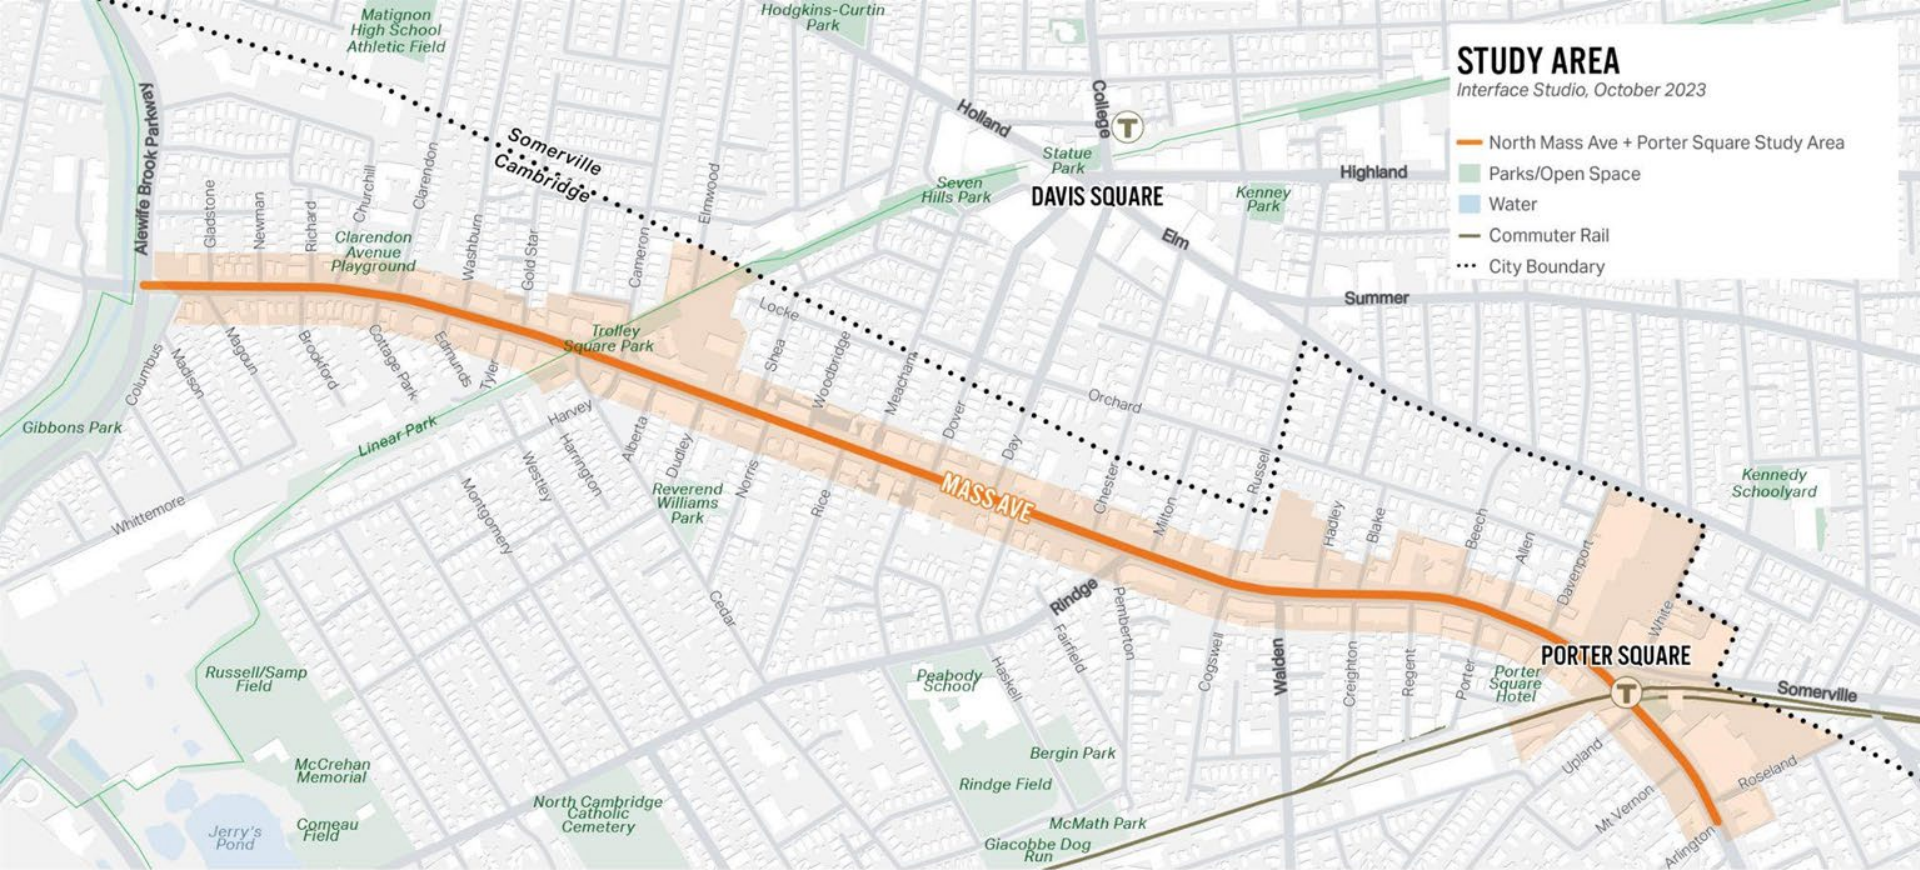 Matignon
High School
Athletic Field
Hodgkins-Curtin
Park
STUDY AREA
Interface Studio, October 2023
North Mass Ave + Porter Square Study Area
Parks/Open Space
Water
Commuter Rail
City Boundary
Alewife Brook Parkway
Holland
College
T
Somerville
Cambridge
Statue
Park
DAVIS SQUARE
Seven
Hills Park
Highland
Kenney
Park
Elm
Summer
Gladstone
Newman
Richard
Churchill
Clarendon
Washburn
Gold Star
Cameron
Elmwood
Clarendon
Avenue
Playground
Trolley
Square Park
Locke
Shea
Woodbridge
Meacham
Dover
Day
Orchard
Chester
Milton
Russell
Hadley
Blake
Beech
Allen
Davenport
White
Kennedy
Schoolyard
Columbus
Madison
Magoun
Brookford
Cottage Park
Edmunds
Tyler
Harvey
Gibbons Park
Linear Park
Whittemore
Montgomery
Westley
Harrington
Alberta
Dudley
Reverend
Williams
Park
Norris
Rice
MASS AVE
Cedar
Rindge
Fairfield
Pemberton
Haskell
Cogswell
Walden
Creighton
Regent
Porter
PORTER SQUARE
Porter
Square
Hotel
T
Somerville
Russell/Samp
Field
Peabody
School
McCrehan
Memorial
Bergin Park
Rindge Field
McMath Park
Giacobbe Dog
Run
North Cambridge
Catholic
Cemetery
Jerry's
Pond
Comeau
Field
Upland
Mt Vernon
Roseland
Arlington